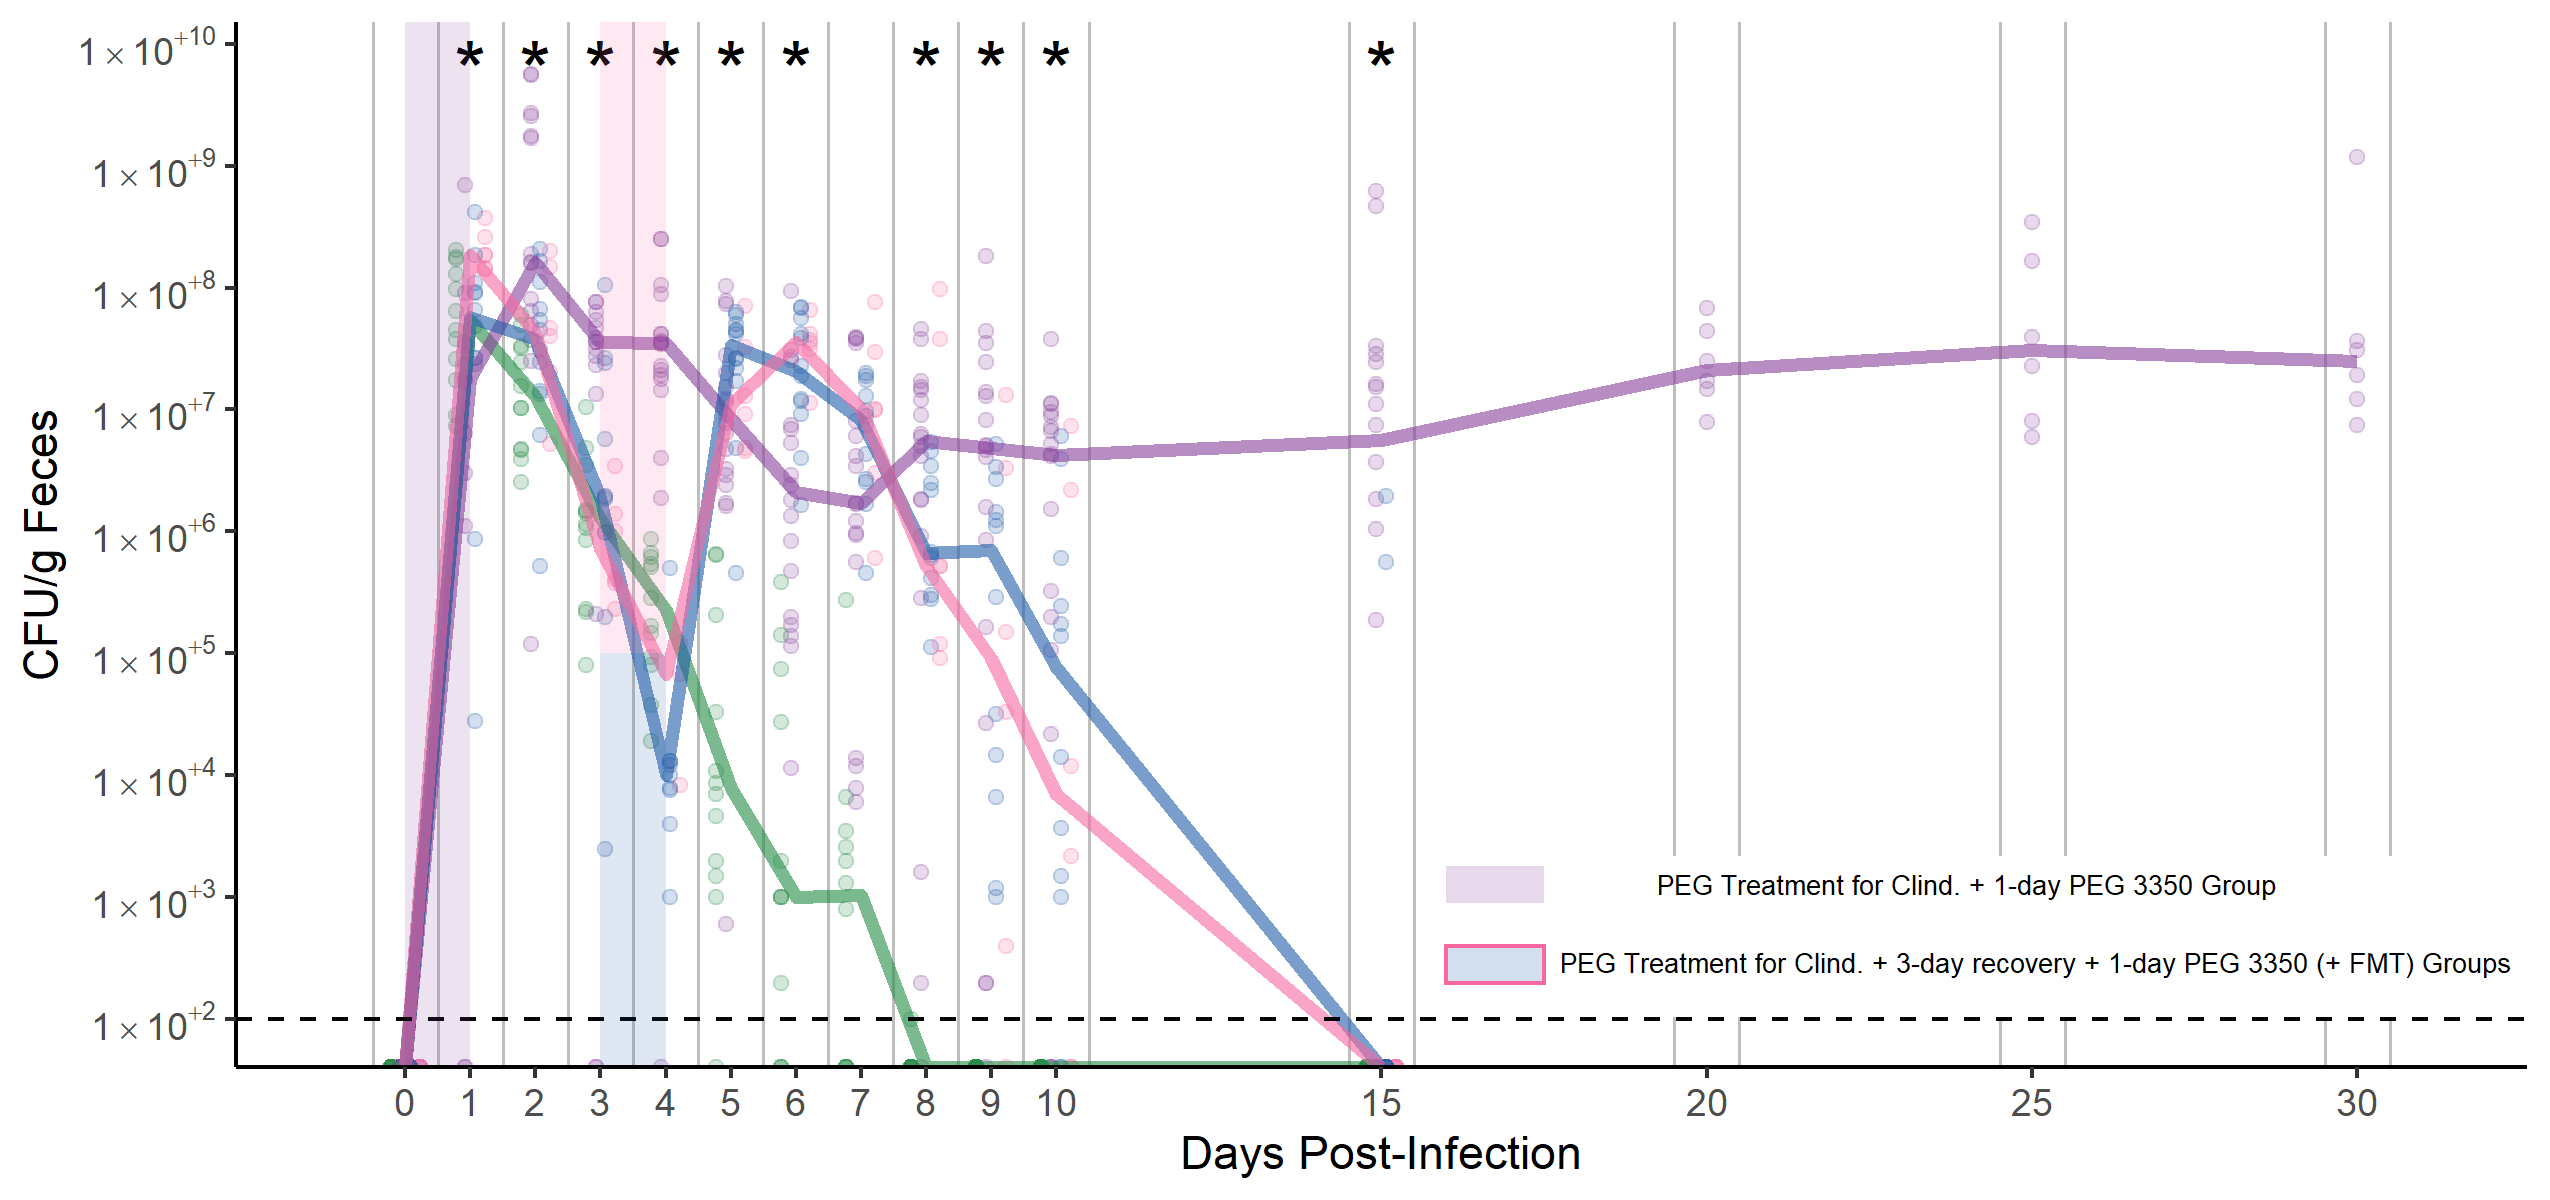 * * * * * * * * * *
1 × 10+10
1 × 10+9
1 × 10+8
1 × 10+7
1 × 10+6
1 × 10+5
1 × 10+4
1 × 10+3
1 × 10+2
CFU/g Feces
PEG Treatment for Clind. + 1-day PEG 3350 Group
PEG Treatment for Clind. + 3-day recovery + 1-day PEG 3350 (+ FMT) Groups
0 1 2 3 4 5 6 7 8 9 10 15 20 25 30
Days Post-Infection